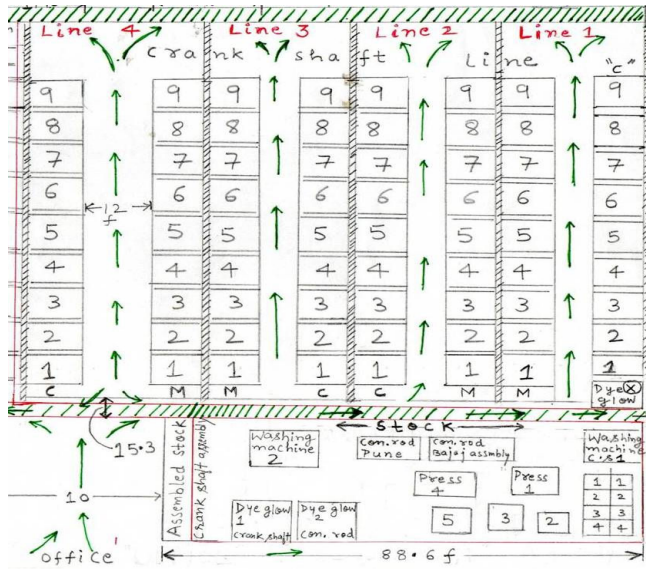 Line 4 Line 3 Line 2 Line 1
crank shaft Line "C"
9 9 9 9 9 9 9 9
8 8 8 8 8 8 8 8
7 7 7 7 7 7 7 7
6 6 6 6 6 6 6 6
12 f
5 5 5 5 5 5 5 5
4 4 4 4 4 4 4 4
3 3 3 3 3 3 3 3
2 2 2 2 2 2 2 2
1 1 1 1 1 1 1 1
C M M C C M M
Dye
glow
15.3
10
office
Assembled stock
crank shaft assembly
stock
Washing
machine
2
con.rod
Pune
con.rod
Bajaj assmbly
Washing
machine
C.S1
Press
4
Press
1
5 3 2
1 1
2 2
3 3
4 4
Dye glow
1
crank shaft
Dye glow
2
con. rod
88.6 f